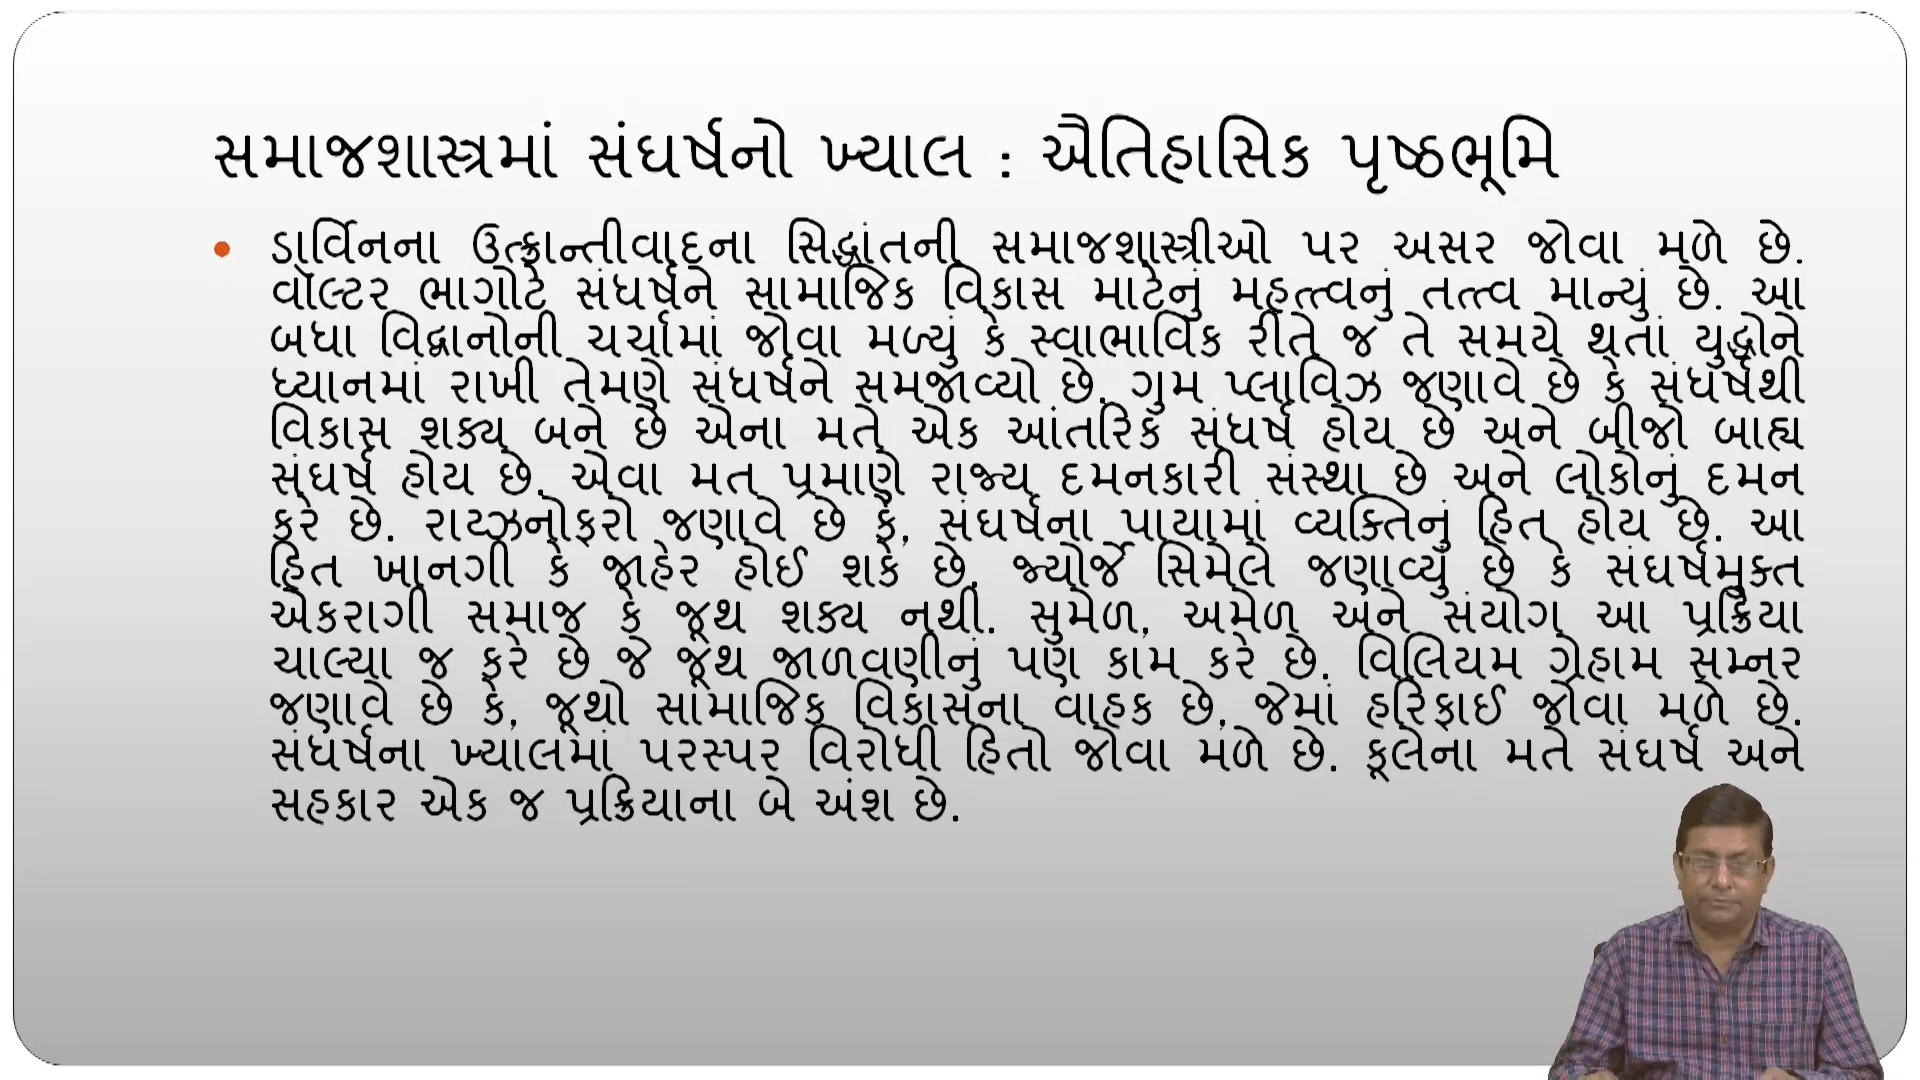 સમાજશાસ્ત્રમાં સંઘર્ષનો ખ્યાલ : ઐતિહાસિક પૃષ્ઠભૂમિ
• ડાર્વિનના ઉત્ક્રાન્તીવાદના સિદ્ધાંતની સમાજશાસ્ત્રીઓ પર અસર જોવા મળે છે.
વૉલ્ટર ભાગોટે સંઘર્ષને સામાજિક વિકાસ માટેનું મહત્ત્વનું તત્ત્વ માન્યું છે. આ
બધા વિદ્વાનોની ચર્ચામાં જોવા મળ્યું કે સ્વાભાવિક રીતે જ તે સમયે થતાં યુદ્ધોને
ધ્યાનમાં રાખી તેમણે સંઘર્ષને સમજાવ્યો છે. ગુમ પ્લાવિઝ જણાવે છે કે સંઘર્ષથી
વિકાસ શક્ય બને છે એના મતે એક આંતરિક સંઘર્ષ હોય છે અને બીજો બાહ્ય
સંઘર્ષ હોય છે. એવા મત પ્રમાણે રાજ્ય દમનકારી સંસ્થા છે અને લોકોનું દમન
કરે છે. રાટઝનોફરો જણાવે છે કે, સંઘર્ષના પાયામાં વ્યક્તિનું હિત હોય છે. આ
હિત ખાનગી કે જાહેર હોઈ શકે છે. જ્યોર્જે સિમેલે જણાવ્યું છે કે સંઘર્ષમુક્ત
એકરાગી સમાજ કે જૂથ શક્ય નથી. સુમેળ, અમેળ અને સંયોગ આ પ્રક્રિયા
ચાલ્યા જ કરે છે જે જૂથ જાળવણીનું પણ કામ કરે છે. વિલિયમ ગ્રેહામ સમ્નર
જણાવે છે કે, જૂથો સામાજિક વિકાસના વાહક છે, જેમાં હરિફાઈ જોવા મળે છે.
સંઘર્ષના ખ્યાલમાં પરસ્પર વિરોધી હિતો જોવા મળે છે. કૂલેના મતે સંઘર્ષ અને
સહકાર એક જ પ્રક્રિયાના બે અંશ છે.